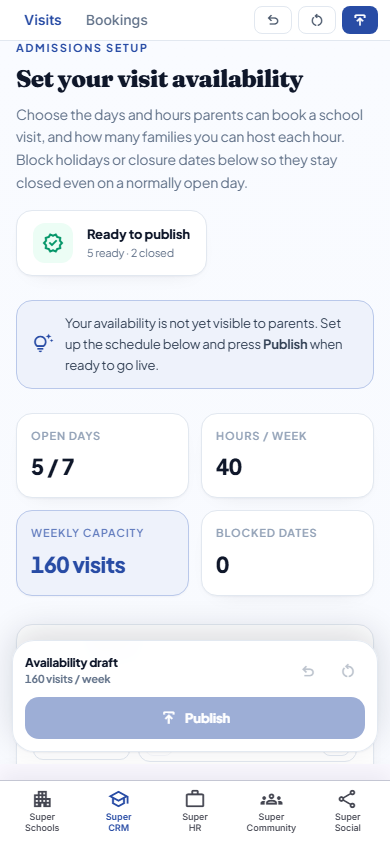 Visits Bookings
ADMISSIONS SETUP
Set your visit availability
Choose the days and hours parents can book a school
visit, and how many families you can host each hour.
Block holidays or closure dates below so they stay
closed even on a normally open day.
Ready to publish
5 ready · 2 closed
Your availability is not yet visible to parents. Set
up the schedule below and press Publish when
ready to go live.
OPEN DAYS
5 / 7
HOURS / WEEK
40
WEEKLY CAPACITY
160 visits
BLOCKED DATES
0
Availability draft
160 visits / week
Publish
Super
Schools
Super
CRM
Super
HR
Super
Community
Super
Social